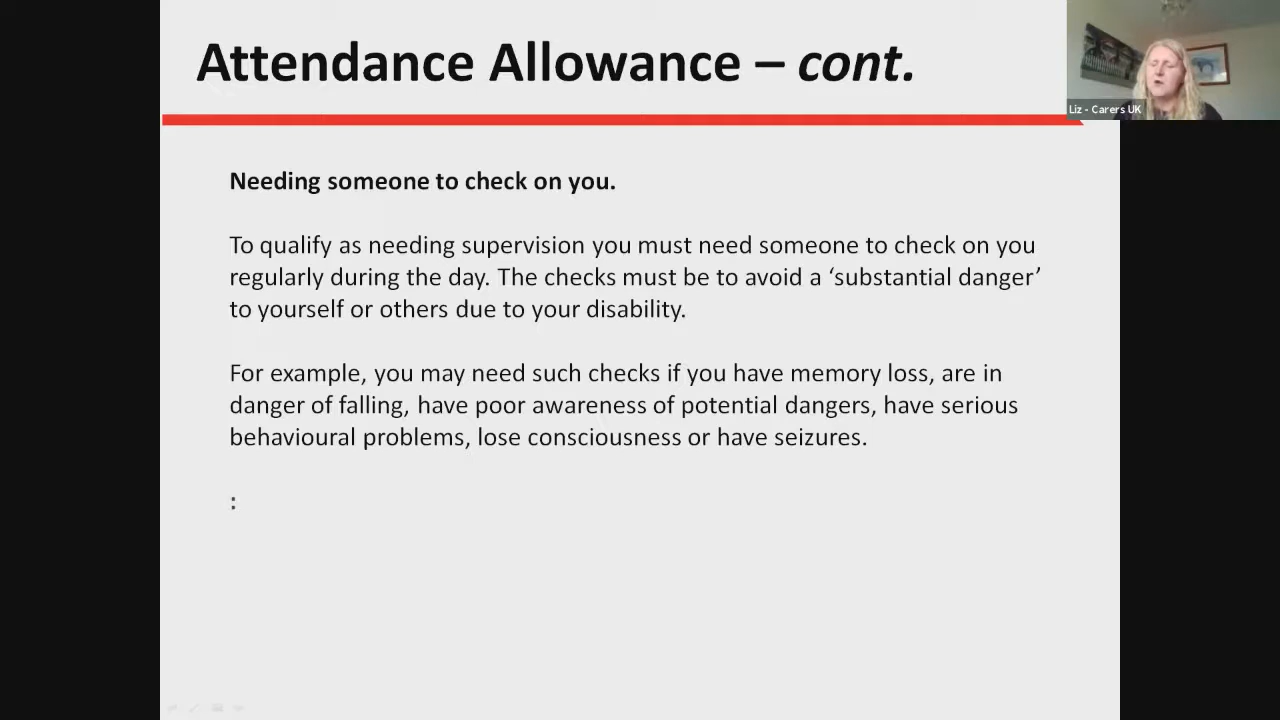 Attendance Allowance – cont.
Liz - Carers UK
Needing someone to check on you.
To qualify as needing supervision you must need someone to check on you
regularly during the day. The checks must be to avoid a ‘substantial danger’
to yourself or others due to your disability.
For example, you may need such checks if you have memory loss, are in
danger of falling, have poor awareness of potential dangers, have serious
behavioural problems, lose consciousness or have seizures.
: